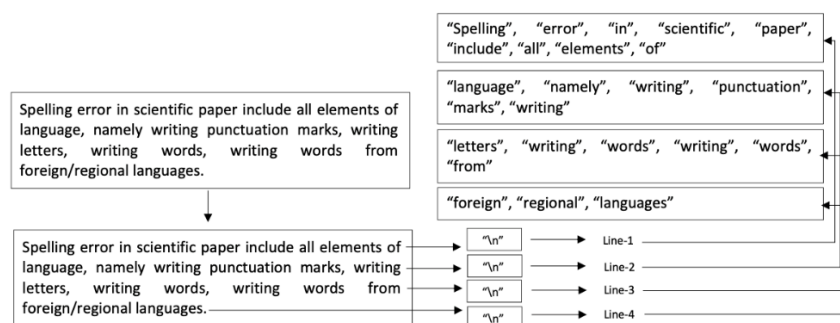 “Spelling”, “error”, “in”, “scientific”, “paper”,
“include”, “all”, “elements”, “of”
“language”, “namely”, “writing”, “punctuation”,
“marks”, “writing”
“letters”, “writing”, “words”, “writing”, “words”,
“from”
“foreign”, “regional”, “languages”
Spelling error in scientific paper include all elements of
language, namely writing punctuation marks, writing
letters, writing words, writing words from
foreign/regional languages.
Spelling error in scientific paper include all elements of
language, namely writing punctuation marks, writing
letters, writing words, writing words from
foreign/regional languages.
“\n” Line-1
“\n” Line-2
“\n” Line-3
“\n” Line-4